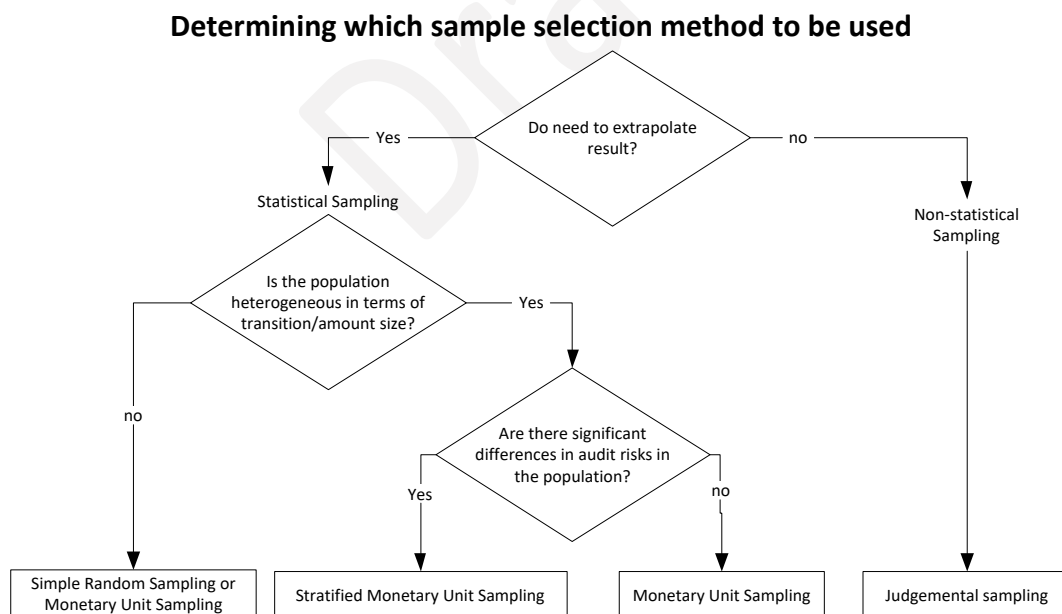 Determining which sample selection method to be used
Do need to extrapolate
result?
Yes
no
Statistical Sampling
Non-statistical
Sampling
Is the population
heterogeneous in terms of
transition/amount size?
Yes
no
Are there significant
differences in audit risks in
the population?
Yes
no
Simple Random Sampling or
Monetary Unit Sampling
Stratified Monetary Unit Sampling
Monetary Unit Sampling
Judgemental sampling